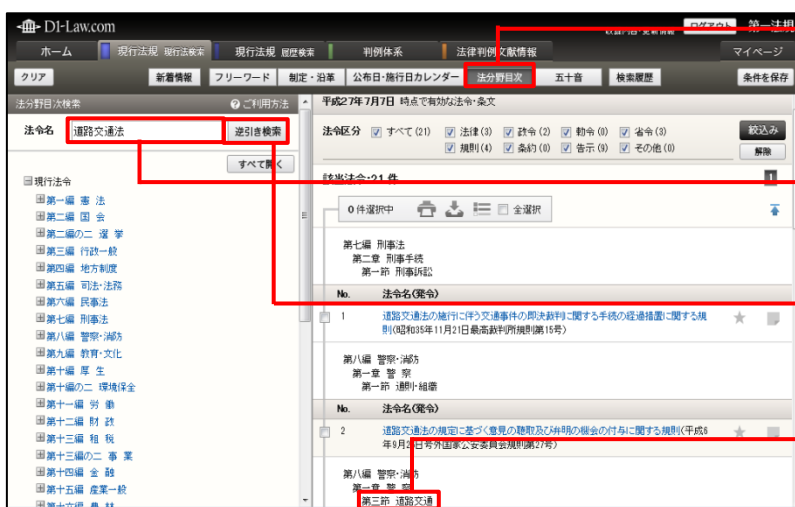 D1-Law.com
ログアウト 第一法規
ホーム 現行法規 現行法検索 現行法規 履歴検索 判例体系 法律判例文献情報 マイページ
クリア 新着情報 フリーワード 制定・沿革 公布日・施行日カレンダー 法分野目次 五十音 検索履歴 条件を保存
法分野目次検索 ご利用方法
法令名 道路交通法 逆引き検索
すべて開く
現行法令
第一編 憲 法
第二編 国 会
第二編の二 選 挙
第三編 行政一般
第四編 地方制度
第五編 司法・法務
第六編 民事法
第七編 刑事法
第八編 警察・消防
第九編 教育・文化
第十編 厚 生
第十編の二 環境保全
第十一編 労 働
第十二編 財 政
第十三編 租 税
第十三編の二 事 業
第十四編 金 融
第十五編 産業一般
第十六編 農 林
平成27年7月7日 時点で有効な法令・条文
法令区分 すべて(21) 法律(3) 政令(2) 勅令(0) 省令(3) 絞込み
規則(4) 条約(0) 告示(9) その他(0) 解除
該当法令:21 件 1
0件選択中 全選択
第七編 刑事法
第二章 刑事手続
第一節 刑事訴訟
No. 法令名(発令)
1 道路交通法の施行に伴う交通事件の即決裁判に関する手続の経過措置に関する規
則(昭和35年11月21日最高裁判所規則第15号)
第八編 警察・消防
第一章 警 察
第一節 通則・組織
No. 法令名(発令)
2 道路交通法の規定に基づく意見の聴取及び弁明の機会の付与に関する規則(平成6
年9月26日号外国家公安委員会規則第27号)
第八編 警察・消防
第一章 警 察
第三節 道路交通